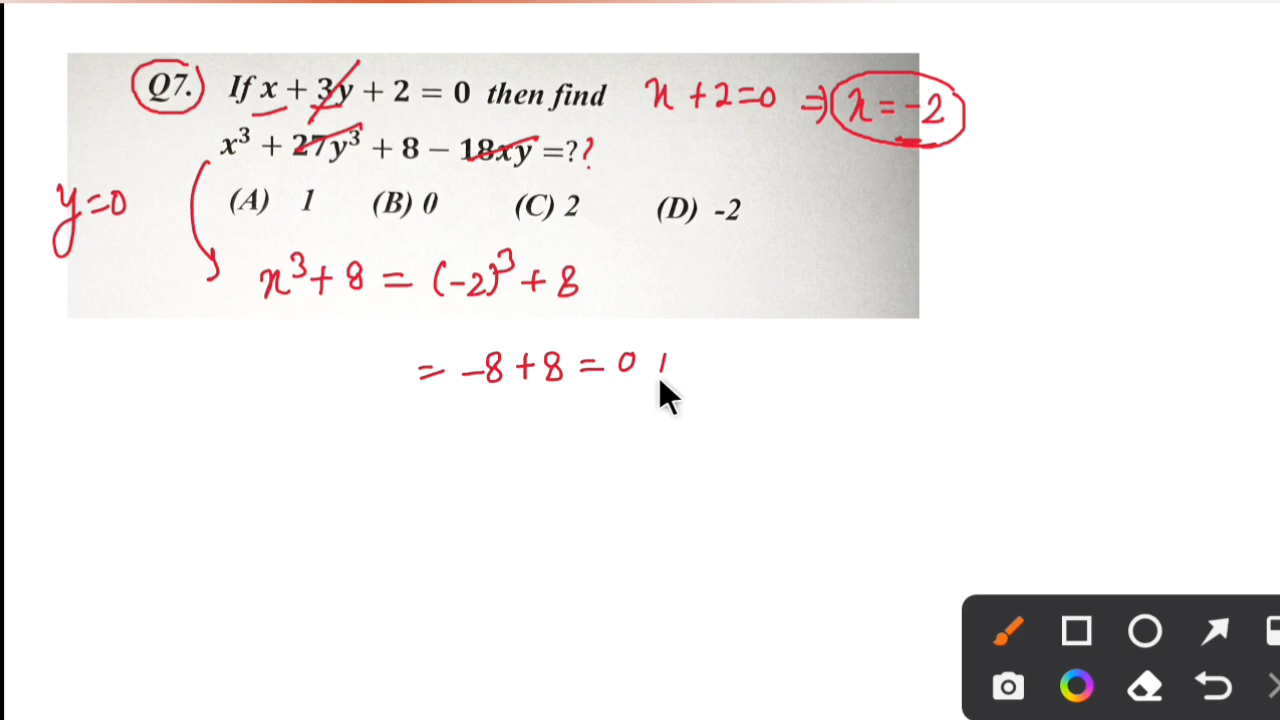 Q7. If x + 3y + 2 = 0 then find x + 2 = 0 ⇒ x = -2
x³ + 27y³ + 8 − 18xy =??
y=0
(A) 1 (B) 0 (C) 2 (D) -2
x³ + 8 = (-2)³ + 8
= -8 + 8 = 0